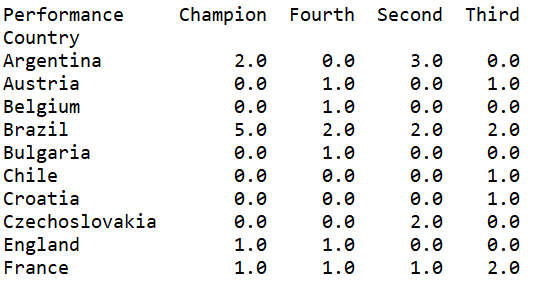 Performance Champion Fourth Second Third
Country
Argentina 2.0 0.0 3.0 0.0
Austria 0.0 1.0 0.0 1.0
Belgium 0.0 1.0 0.0 0.0
Brazil 5.0 2.0 2.0 2.0
Bulgaria 0.0 1.0 0.0 0.0
Chile 0.0 0.0 0.0 1.0
Croatia 0.0 0.0 0.0 1.0
Czechoslovakia 0.0 0.0 2.0 0.0
England 1.0 1.0 0.0 0.0
France 1.0 1.0 1.0 2.0